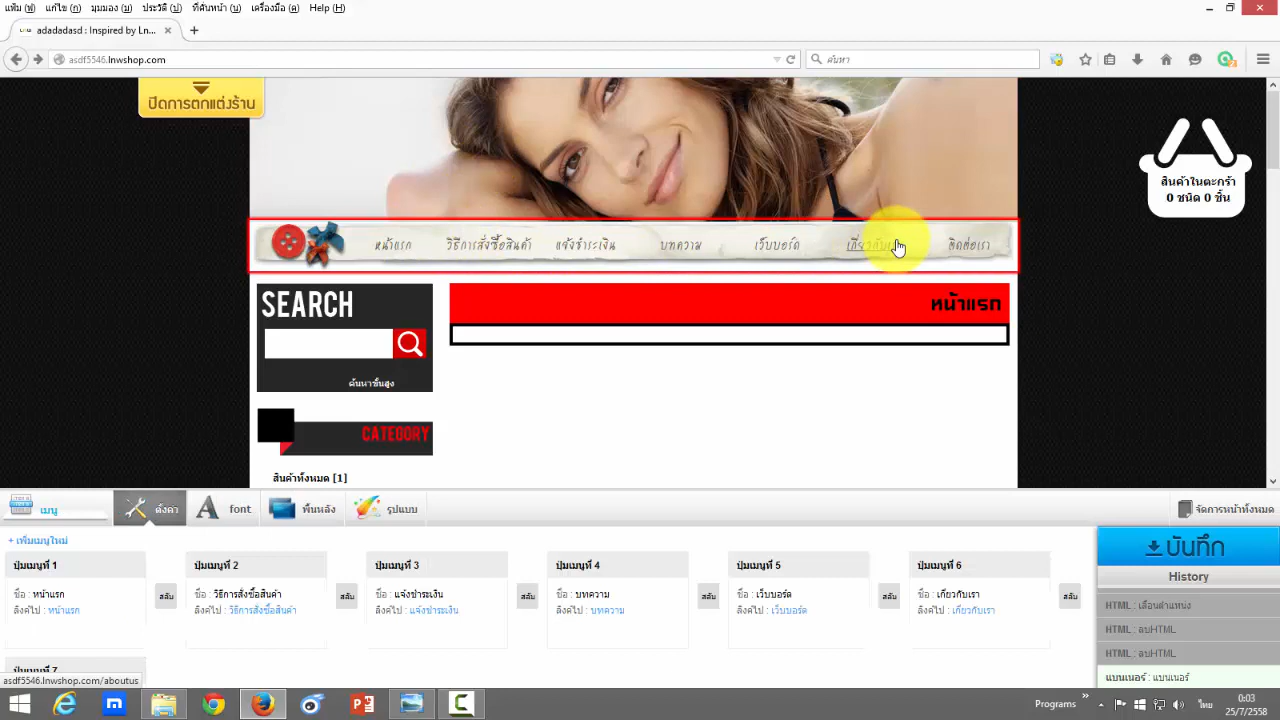 แฟ้ม (ฟ) แก้ไข (ก) มุมมอง (ม) ประวัติ (ป) ที่คั่นหน้า (บ) เครื่องมือ (ค) Help (H)
adadadasd : Inspired by Ln...
asdf5546.lnwshop.com
ค้นหา
ปิดการตกแต่งร้าน
สินค้าในตะกร้า
0 ชนิด 0 ชิ้น
หน้าแรก วิธีการสั่งซื้อสินค้า แจ้งชำระเงิน บทความ เว็บบอร์ด เกี่ยวกับเรา ติดต่อเรา
SEARCH
หน้าแรก
ค้นหาขั้นสูง
CATEGORY
สินค้าทั้งหมด [1]
เมนู ตั้งค่า font พื้นหลัง รูปแบบ จัดการหน้าทั้งหมด
+ เพิ่มเมนูใหม่
บันทึก
ปุ่มเมนูที่ 1 ปุ่มเมนูที่ 2 ปุ่มเมนูที่ 3 ปุ่มเมนูที่ 4 ปุ่มเมนูที่ 5 ปุ่มเมนูที่ 6
History
ชื่อ : หน้าแรก สลับ ชื่อ : วิธีการสั่งซื้อสินค้า สลับ ชื่อ : แจ้งชำระเงิน สลับ ชื่อ : บทความ สลับ ชื่อ : เว็บบอร์ด สลับ ชื่อ : เกี่ยวกับเรา สลับ
ลิงค์ไป : หน้าแรก ลิงค์ไป : วิธีการสั่งซื้อสินค้า ลิงค์ไป : แจ้งชำระเงิน ลิงค์ไป : บทความ ลิงค์ไป : เว็บบอร์ด ลิงค์ไป : เกี่ยวกับเรา
HTML : เลื่อนตำแหน่ง
HTML : ลบHTML
HTML : ลบHTML
แบนเนอร์ : แบนเนอร์
ปุ่มเมนูที่ 7
asdf5546.lnwshop.com/aboutus
Programs
ไทย
0:03
25/7/2558